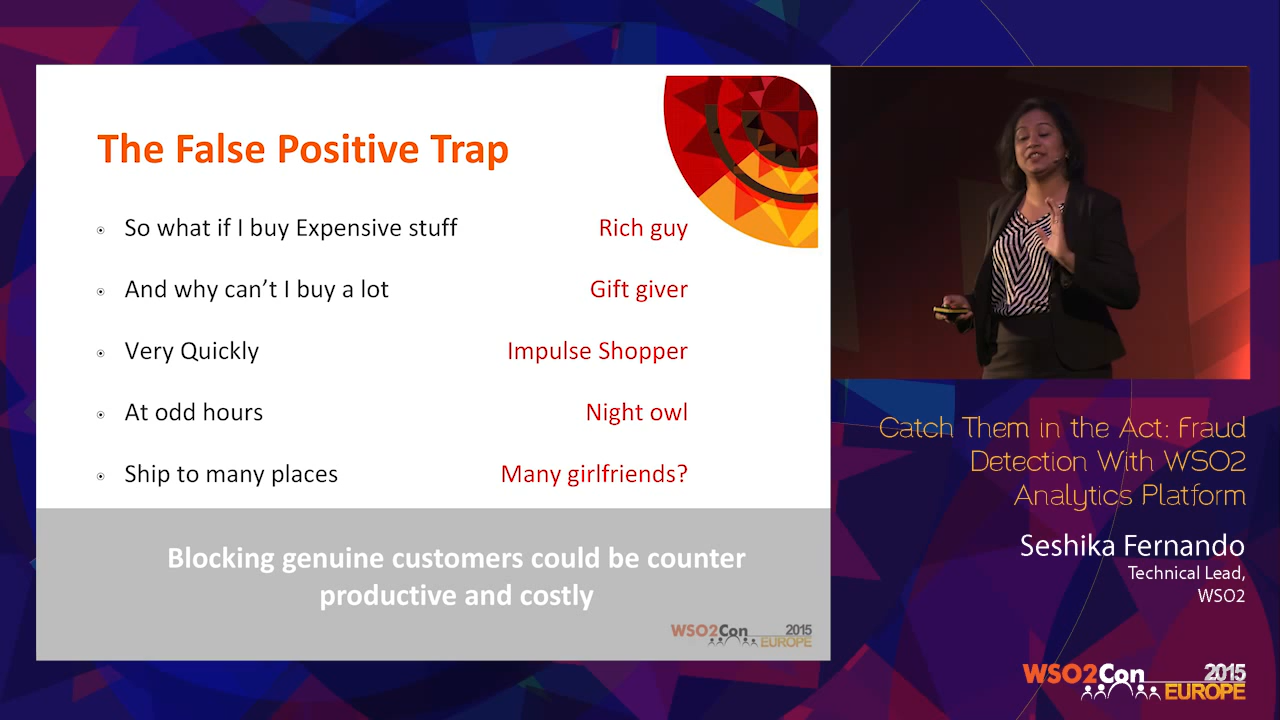 The False Positive Trap
So what if I buy Expensive stuff
Rich guy
And why can't I buy a lot
Gift giver
Very Quickly
Impulse Shopper
At odd hours
Night owl
Ship to many places
Many girlfriends?
Blocking genuine customers could be counter
productive and costly
WSO2Con 2015
EUROPE
Catch Them in the Act: Fraud
Detection With WSO2
Analytics Platform
Seshika Fernando
Technical Lead,
WSO2
WSO2Con 2015
EUROPE